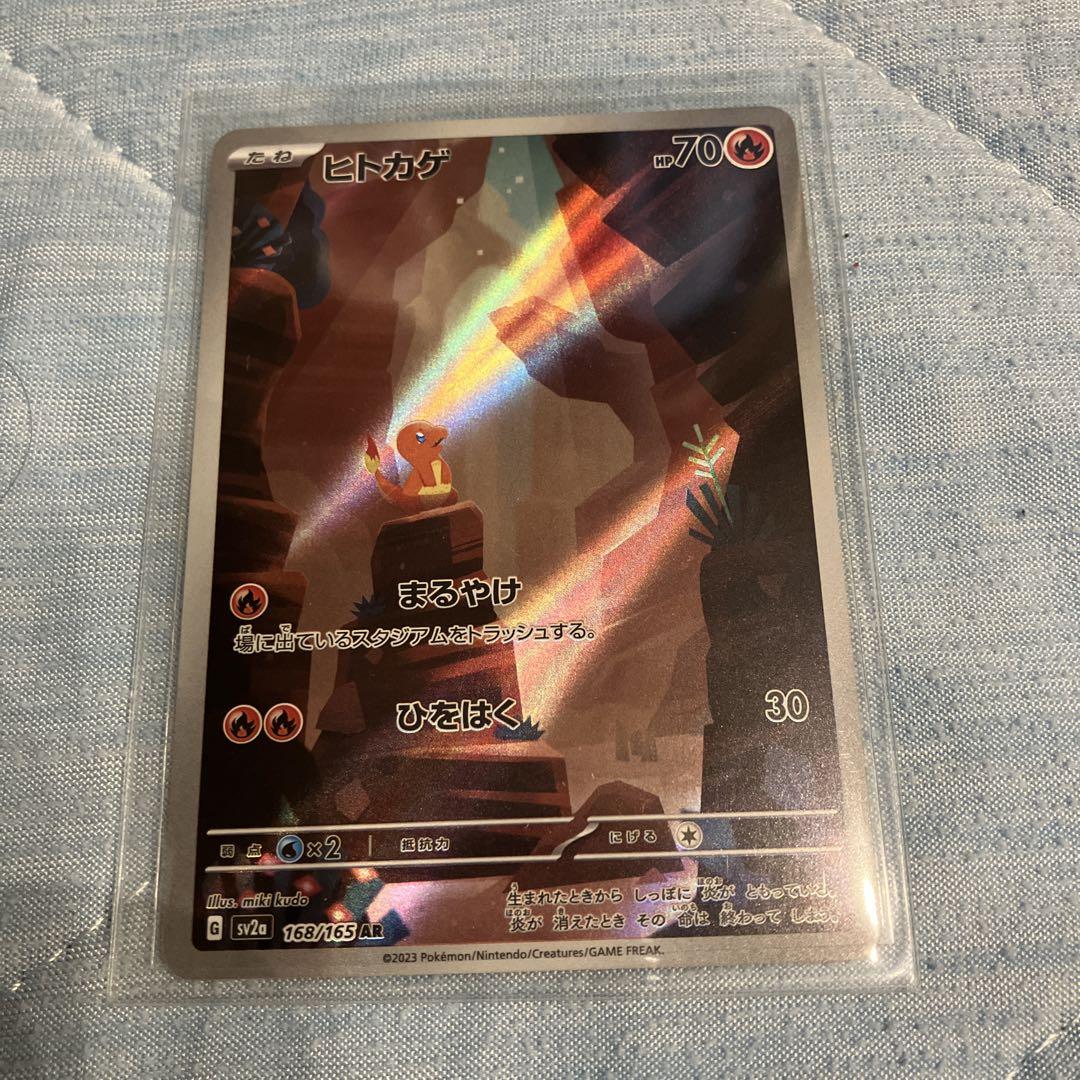 たね ヒトカゲ HP70
まるやけ
場に出ているスタジアムをトラッシュする。
ひをはく 30
弱点 ×2 抵抗力 にげる
Illus. miki kudo
生まれたときから しっぽに 炎が ともっている。
炎が 消えたとき その 命は 終わって しまう。
G sv2a 168/165 AR
©2023 Pokémon/Nintendo/Creatures/GAME FREAK.